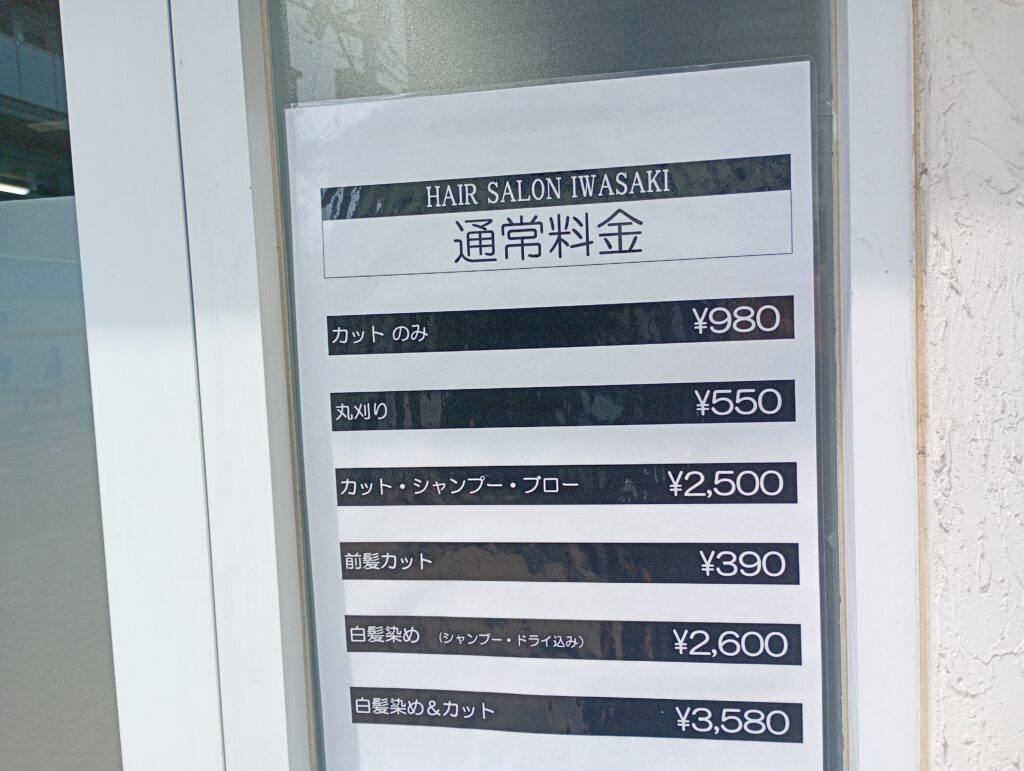 HAIR SALON IWASAKI
通常料金
カット のみ ¥980
丸刈り ¥550
カット・シャンプー・ブロー ¥2,500
前髪カット ¥390
白髪染め （シャンプー・ドライ込み） ¥2,600
白髪染め＆カット ¥3,580